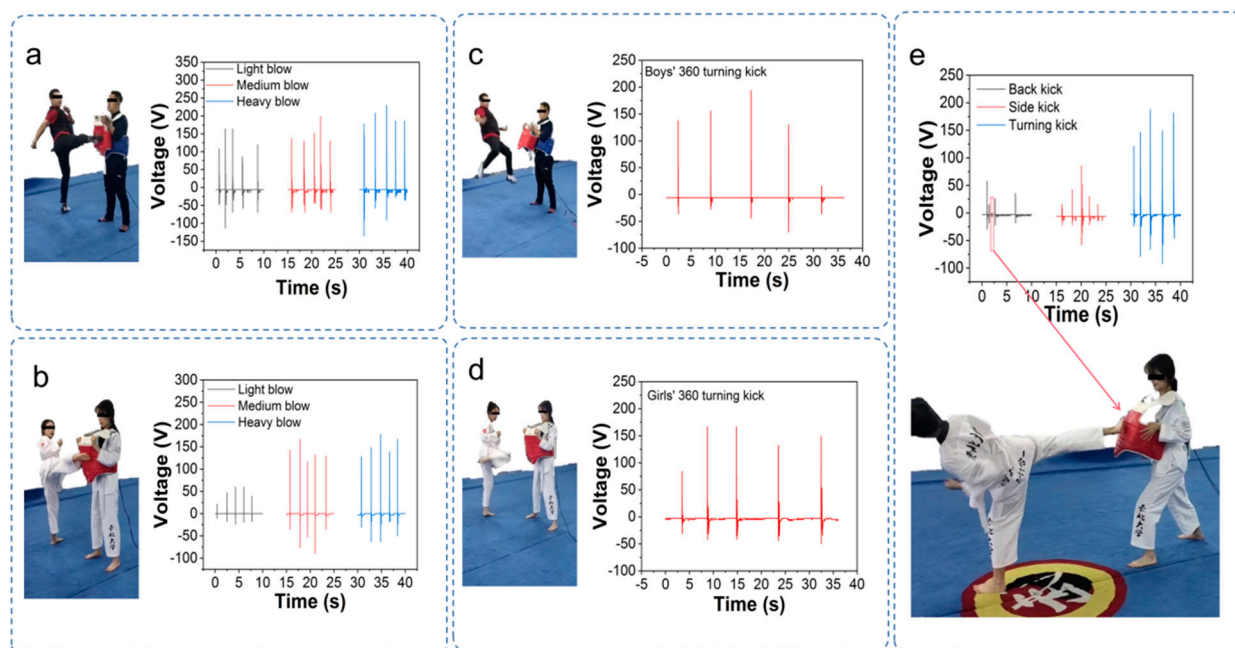 a
Voltage (V)
350
300
250
200
150
100
50
0
-50
-100
-150
Light blow
Medium blow
Heavy blow
0 5 10 15 20 25 30 35 40
Time (s)
c
Voltage (V)
250
200
150
100
50
0
-50
-100
Boys' 360 turning kick
0 5 10 15 20 25 30 35 40
Time (s)
e
Voltage (V)
250
200
150
100
50
0
-50
-100
Back kick
Side kick
Turning kick
0 5 10 15 20 25 30 35 40
Time (s)
b
Voltage (V)
300
250
200
150
100
50
0
-50
-100
Light blow
Medium blow
Heavy blow
0 5 10 15 20 25 30 35 40
Time (s)
d
Voltage (V)
250
200
150
100
50
0
-50
-100
Girls' 360 turning kick
0 5 10 15 20 25 30 35 40
Time (s)